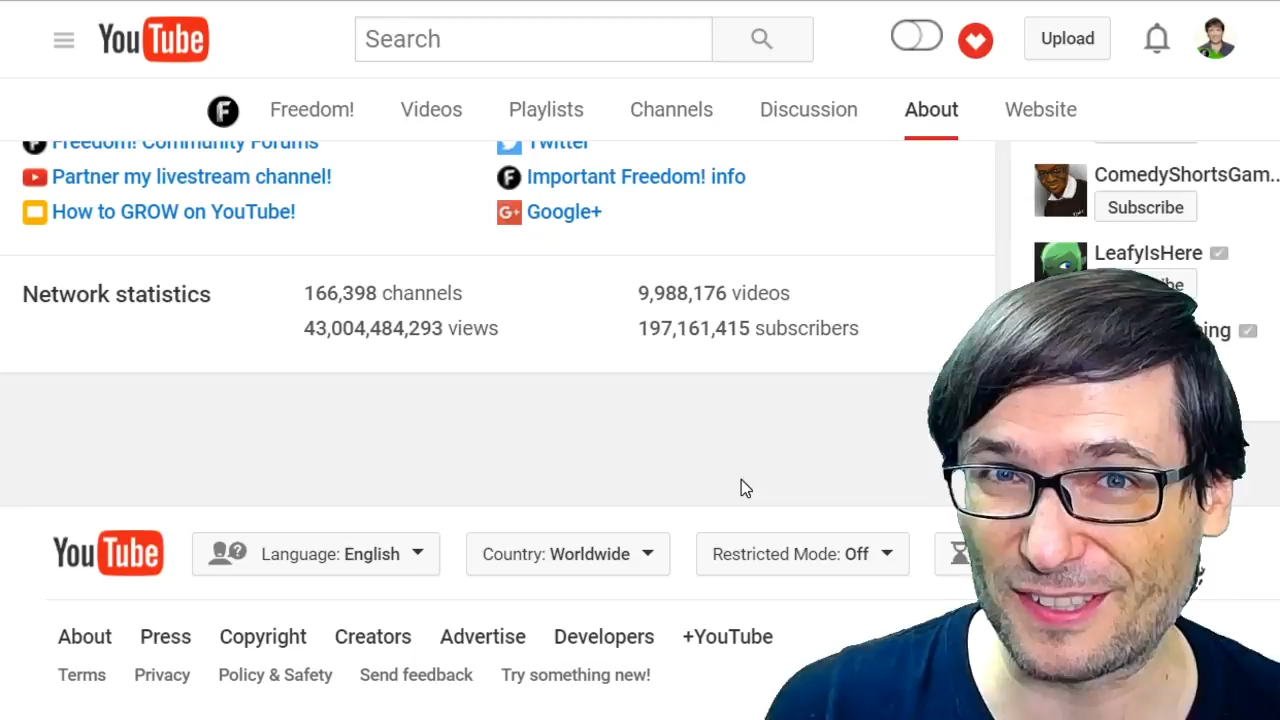 YouTube Search Upload
F Freedom! Videos Playlists Channels Discussion About Website
Freedom! Community Forums Twitter
Partner my livestream channel! F Important Freedom! info
How to GROW on YouTube! G+ Google+
ComedyShortsGam...
Subscribe
LeafyIsHere
Network statistics 166,398 channels 9,988,176 videos
43,004,484,293 views 197,161,415 subscribers
YouTube Language: English Country: Worldwide Restricted Mode: Off
About Press Copyright Creators Advertise Developers +YouTube
Terms Privacy Policy & Safety Send feedback Try something new!